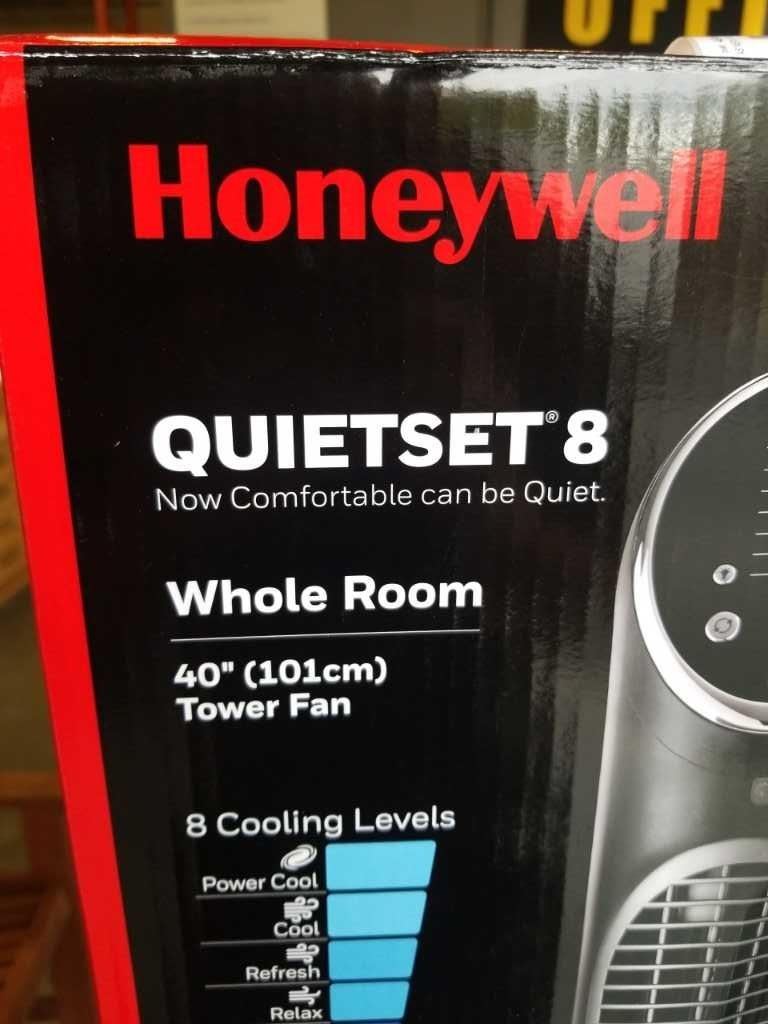 Honeywell
QUIETSET® 8
Now Comfortable can be Quiet.
Whole Room
40" (101cm)
Tower Fan
8 Cooling Levels
Power Cool
Cool
Refresh
Relax